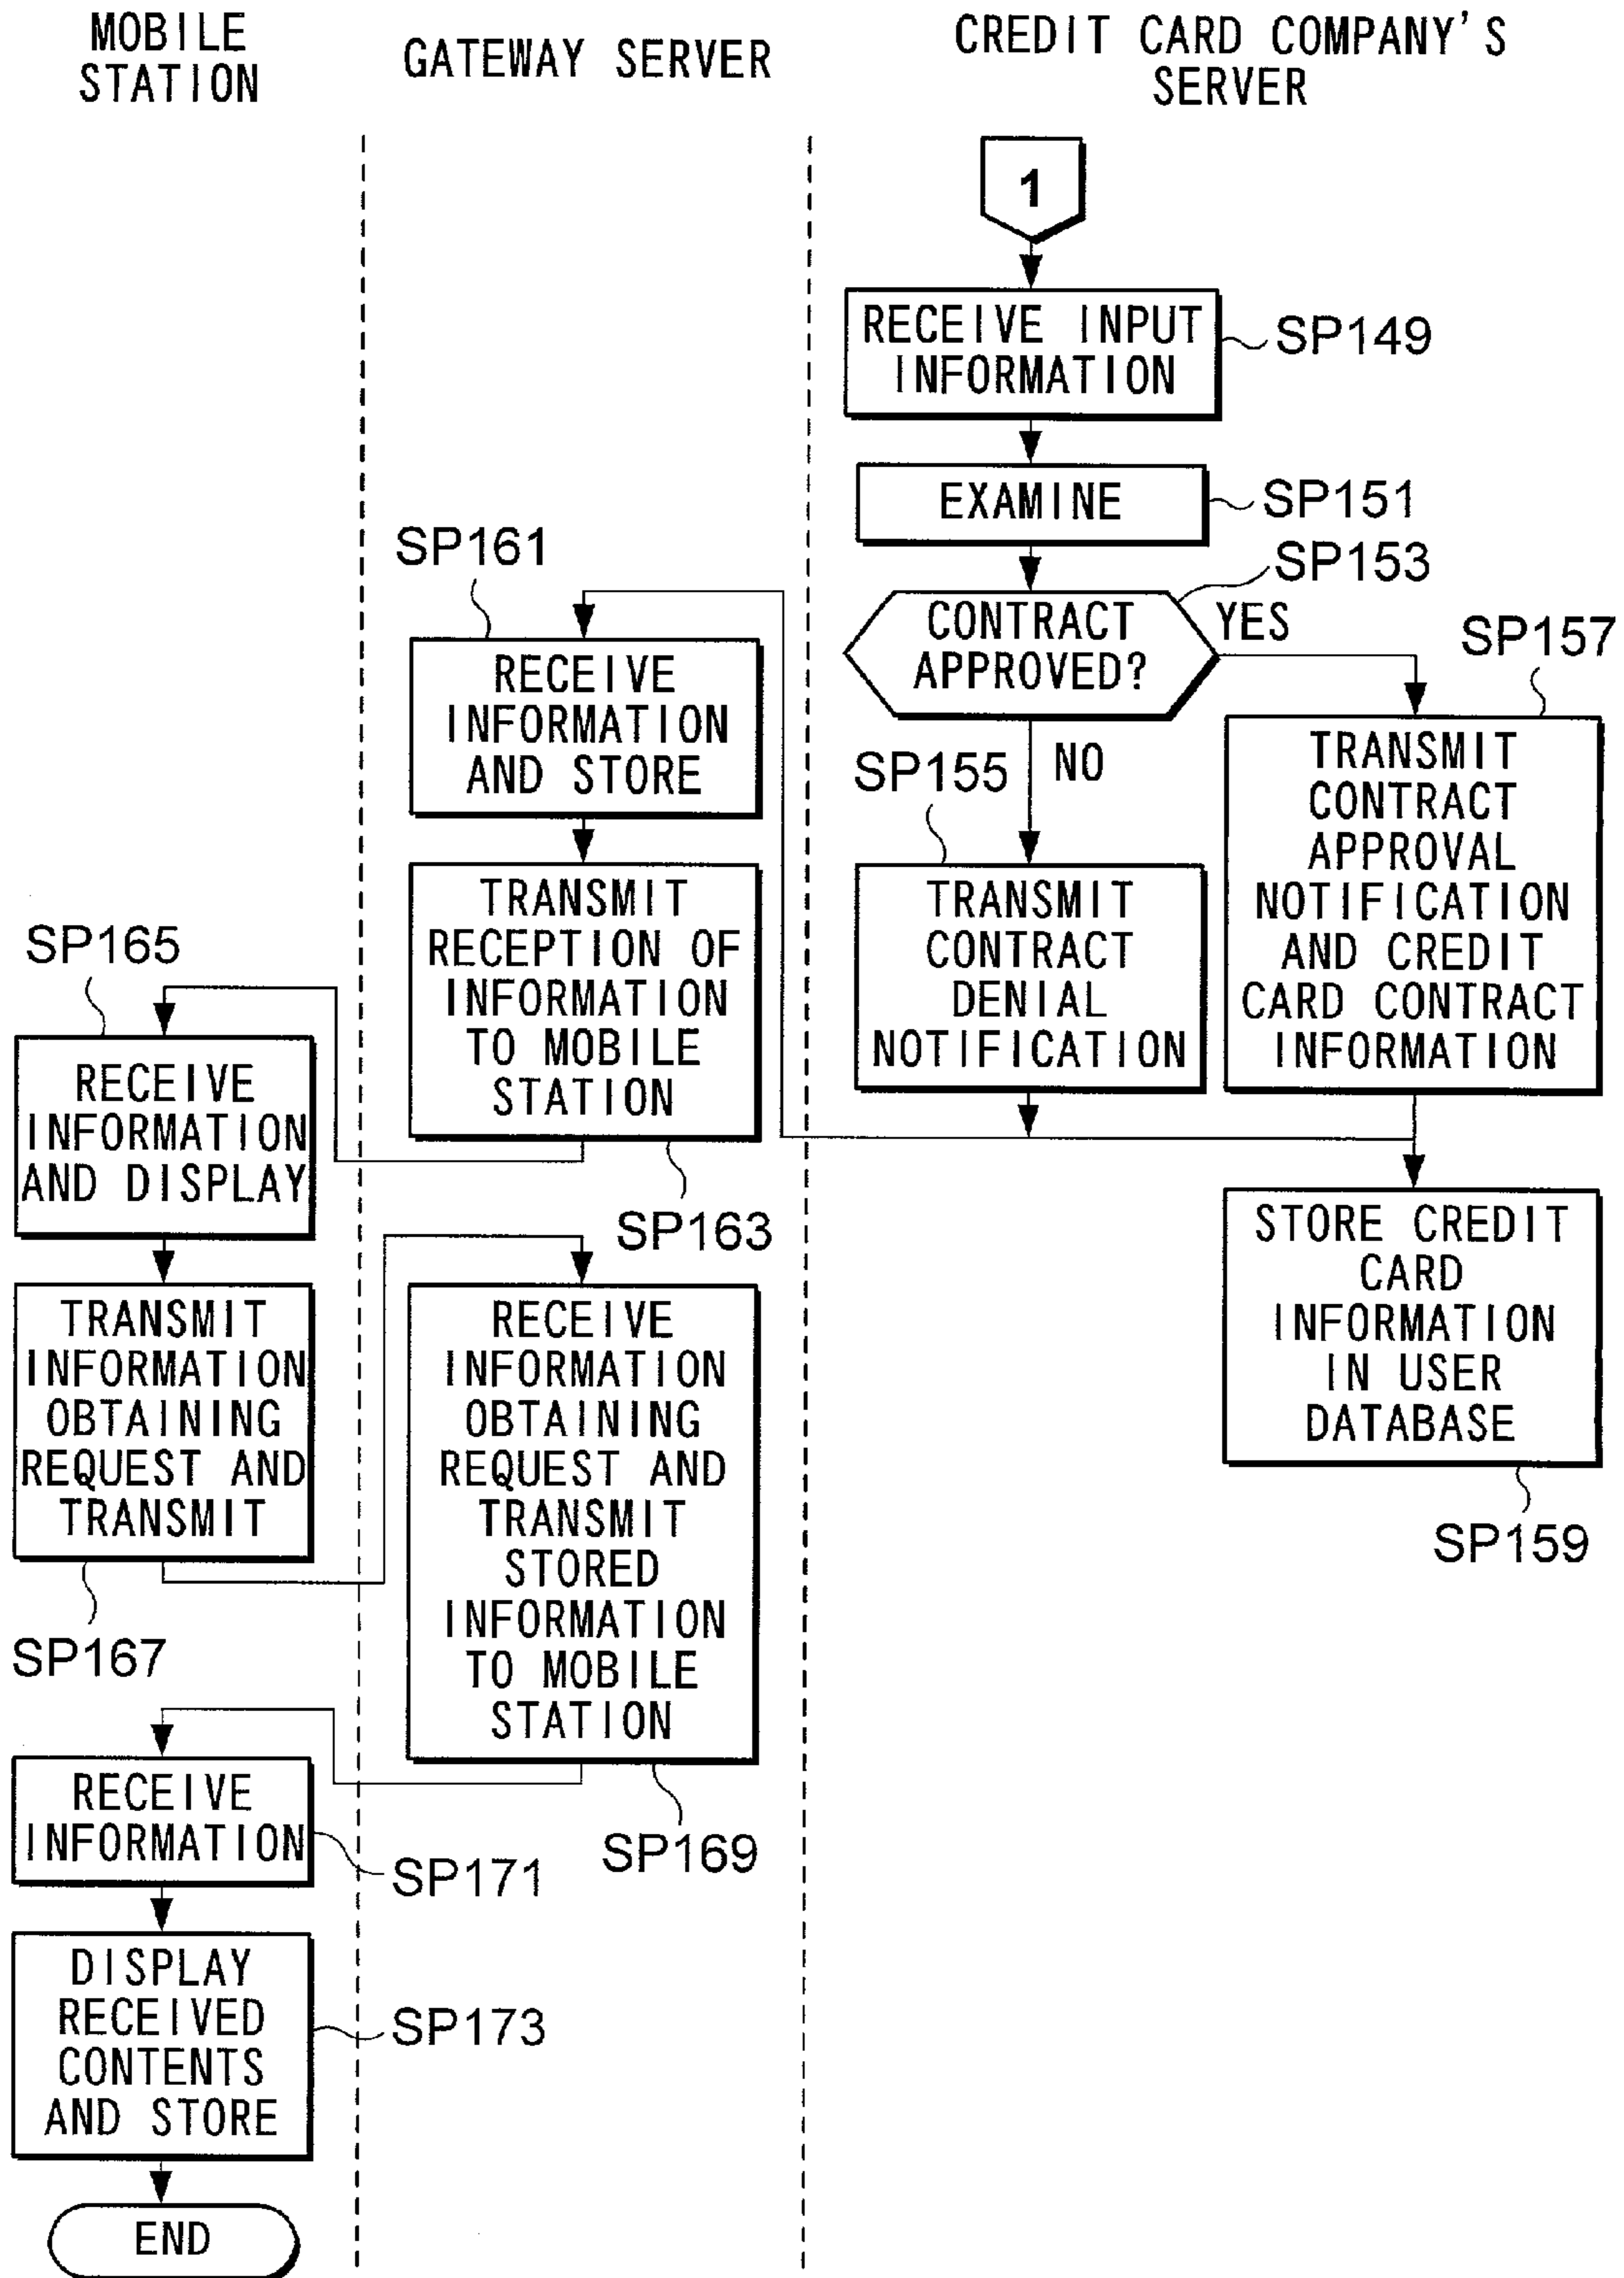 MOBILE
STATION
GATEWAY SERVER
CREDIT CARD COMPANY'S
SERVER
1
RECEIVE INPUT
INFORMATION
SP149
EXAMINE
SP151
SP153
CONTRACT
APPROVED?
YES
NO
SP155
TRANSMIT
CONTRACT
DENIAL
NOTIFICATION
SP157
TRANSMIT
CONTRACT
APPROVAL
NOTIFICATION
AND CREDIT
CARD CONTRACT
INFORMATION
STORE CREDIT
CARD
INFORMATION
IN USER
DATABASE
SP159
SP161
RECEIVE
INFORMATION
AND STORE
TRANSMIT
RECEPTION OF
INFORMATION
TO MOBILE
STATION
SP163
SP165
RECEIVE
INFORMATION
AND DISPLAY
TRANSMIT
INFORMATION
OBTAINING
REQUEST AND
TRANSMIT
SP167
RECEIVE
INFORMATION
OBTAINING
REQUEST AND
TRANSMIT
STORED
INFORMATION
TO MOBILE
STATION
SP169
RECEIVE
INFORMATION
SP171
DISPLAY
RECEIVED
CONTENTS
AND STORE
SP173
END